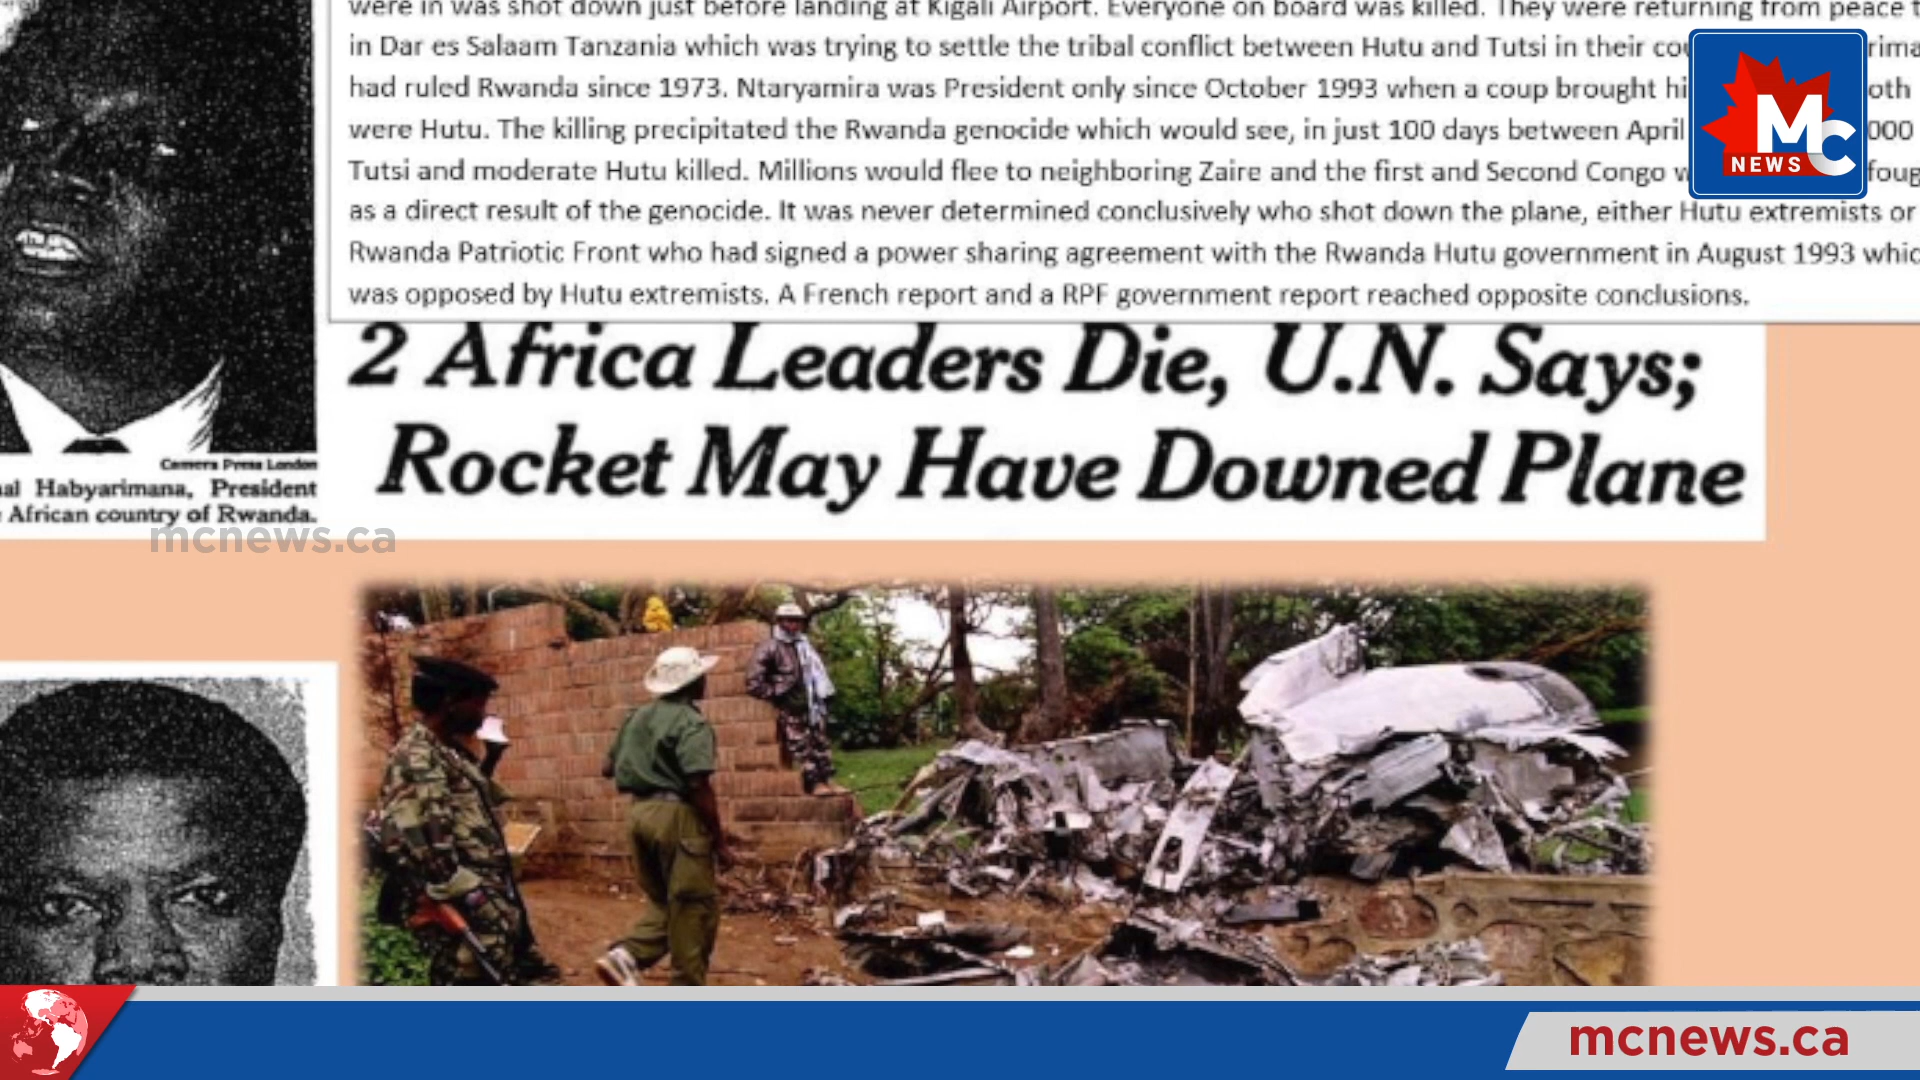 were in was shot down just before landing at Kigali Airport. Everyone on board was killed. They were returning from peace
in Dar es Salaam Tanzania which was trying to settle the tribal conflict between Hutu and Tutsi in their
had ruled Rwanda since 1973. Ntaryamira was President only since October 1993 when a coup brought
were Hutu. The killing precipitated the Rwanda genocide which would see, in just 100 days between April 000
Tutsi and moderate Hutu killed. Millions would flee to neighboring Zaire and the first and Second Congo
as a direct result of the genocide. It was never determined conclusively who shot down the plane, either Hutu extremists or
Rwanda Patriotic Front who had signed a power sharing agreement with the Rwanda Hutu government in August 1993
was opposed by Hutu extremists. A French report and a RPF government report reached opposite conclusions.
MC
NEWS
2 Africa Leaders Die, U.N. Says;
Rocket May Have Downed Plane
Camera Press London
al Habyarimana, President
African country of Rwanda.
mcnews.ca
mcnews.ca